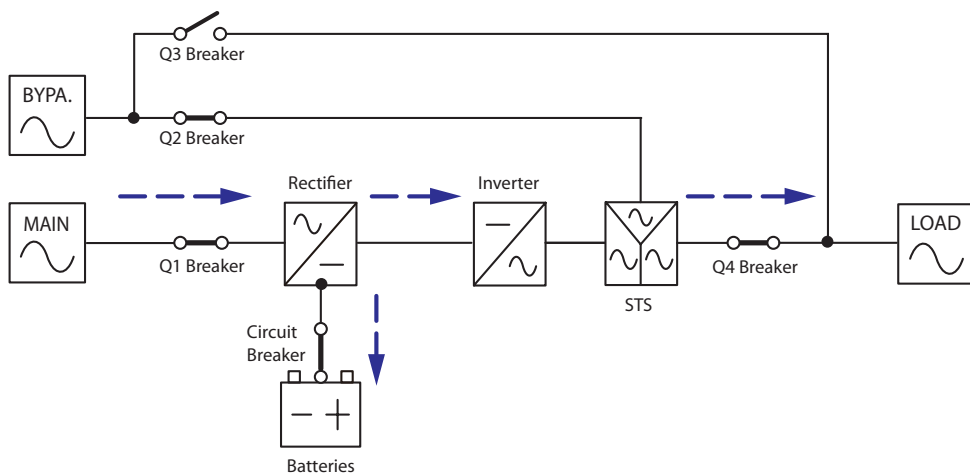 Q3 Breaker
BYPA.
Q2 Breaker
Rectifier
Inverter
MAIN
LOAD
Q1 Breaker
Q4 Breaker
STS
Circuit
Breaker
Batteries